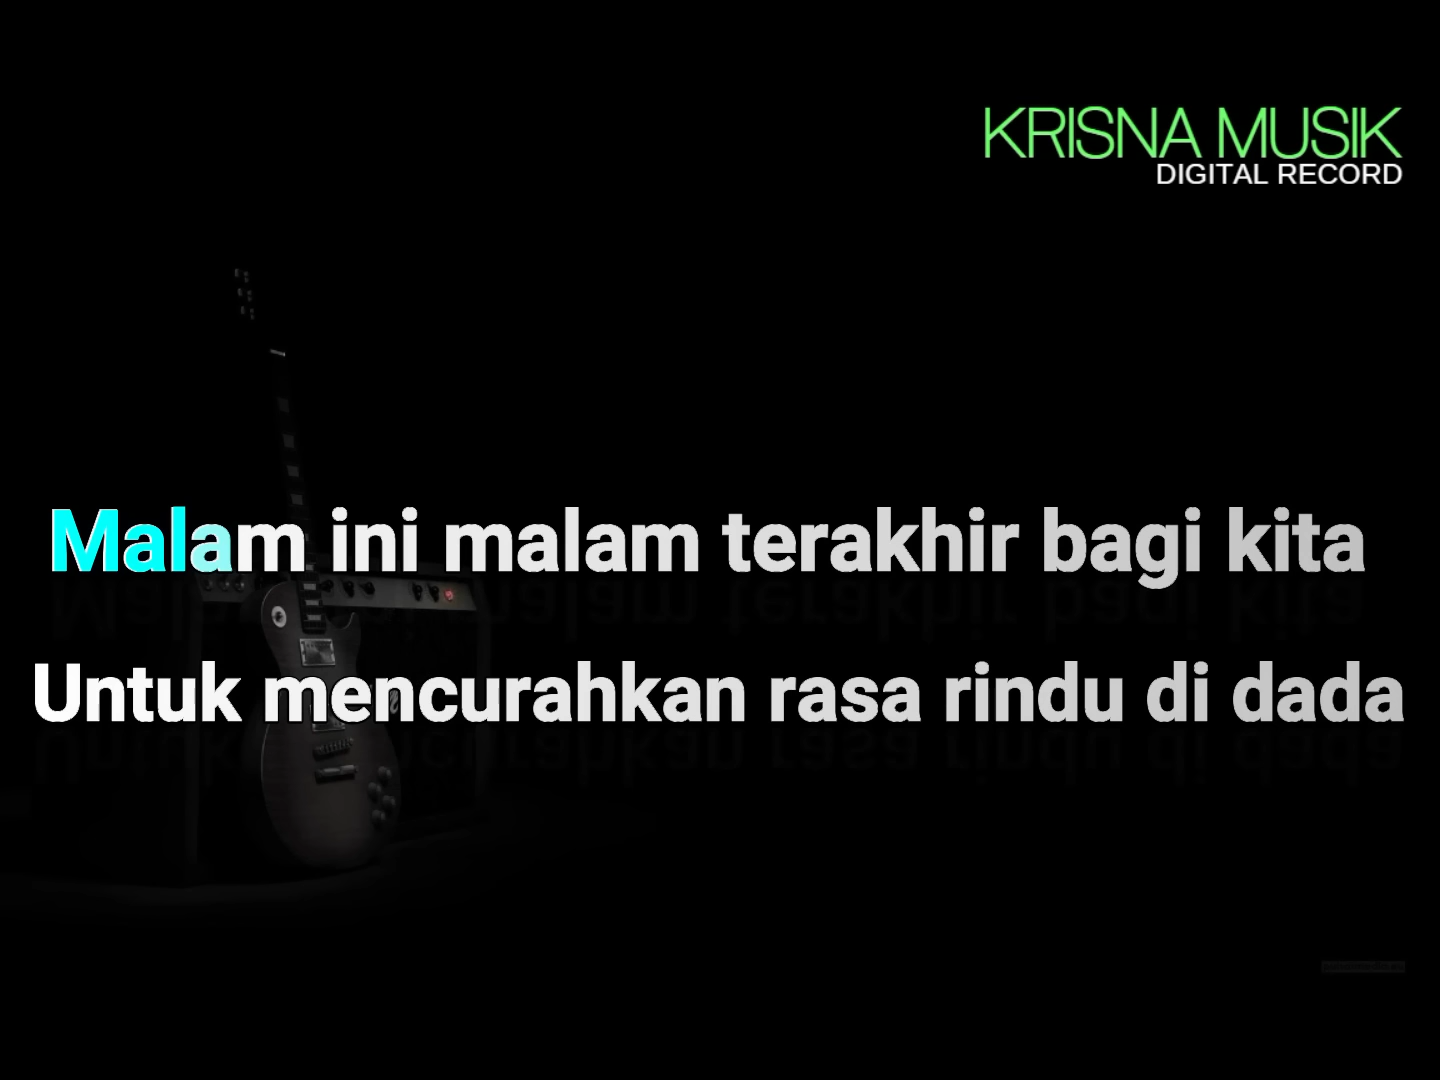 KRISNA MUSIK
DIGITAL RECORD
Malam ini malam terakhir bagi kita
Untuk mencurahkan rasa rindu di dada